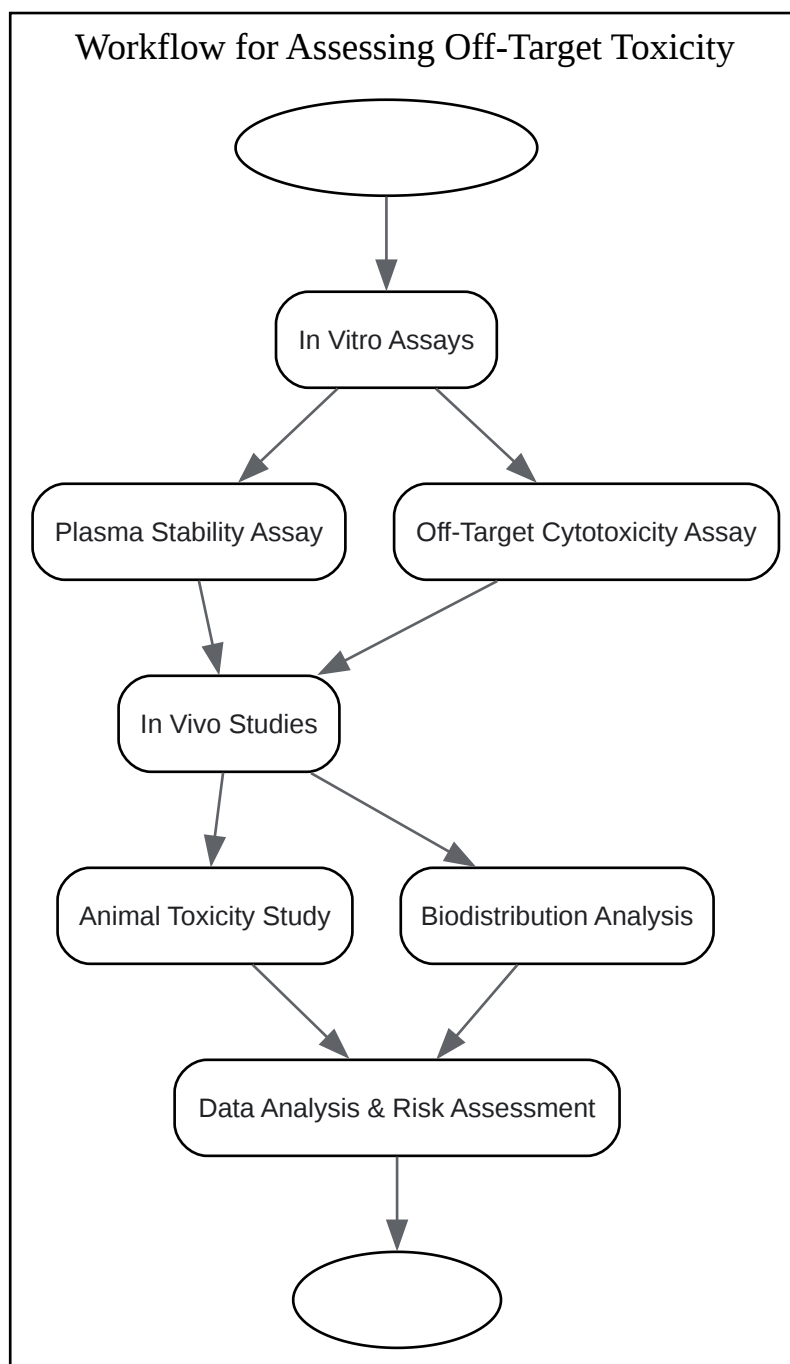 Workflow for Assessing Off-Target Toxicity
In Vitro Assays
Plasma Stability Assay
Off-Target Cytotoxicity Assay
In Vivo Studies
Animal Toxicity Study
Biodistribution Analysis
Data Analysis & Risk Assessment